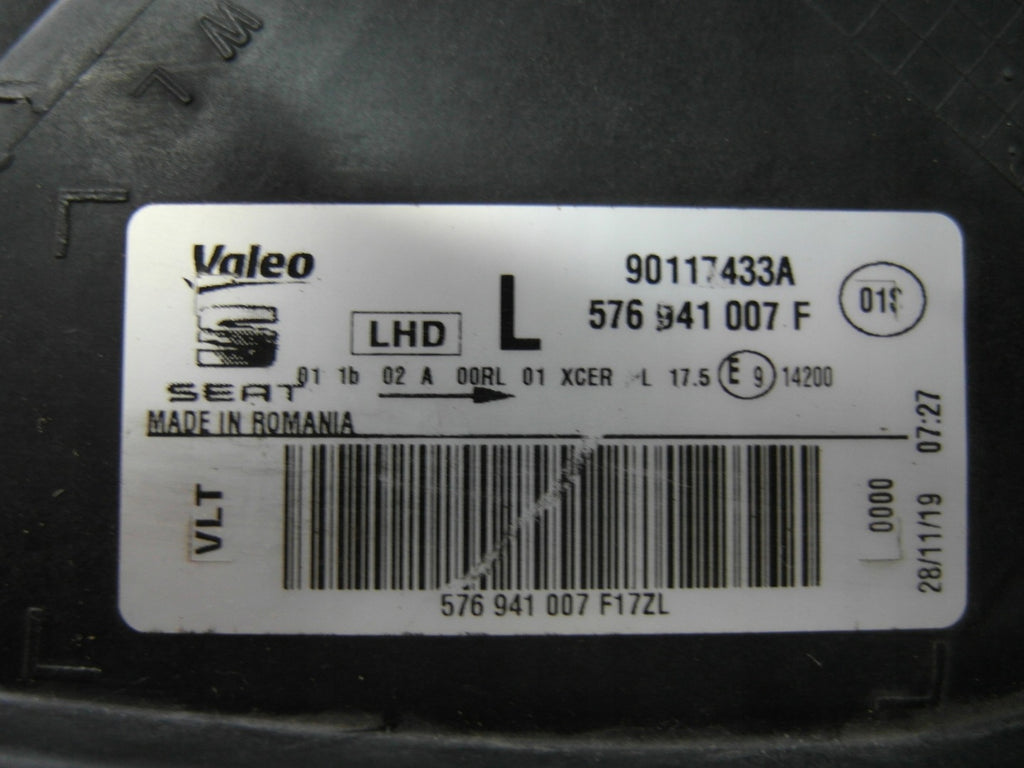 Valeo
SEAT
MADE IN ROMANIA
LHD
L
90117433A
576 941 007 F
01 1b 02 A 00RL 01 XCER L 17.5 E 9 14200
VLT
576 941 007 F17ZL
0000
28/11/19 07:27